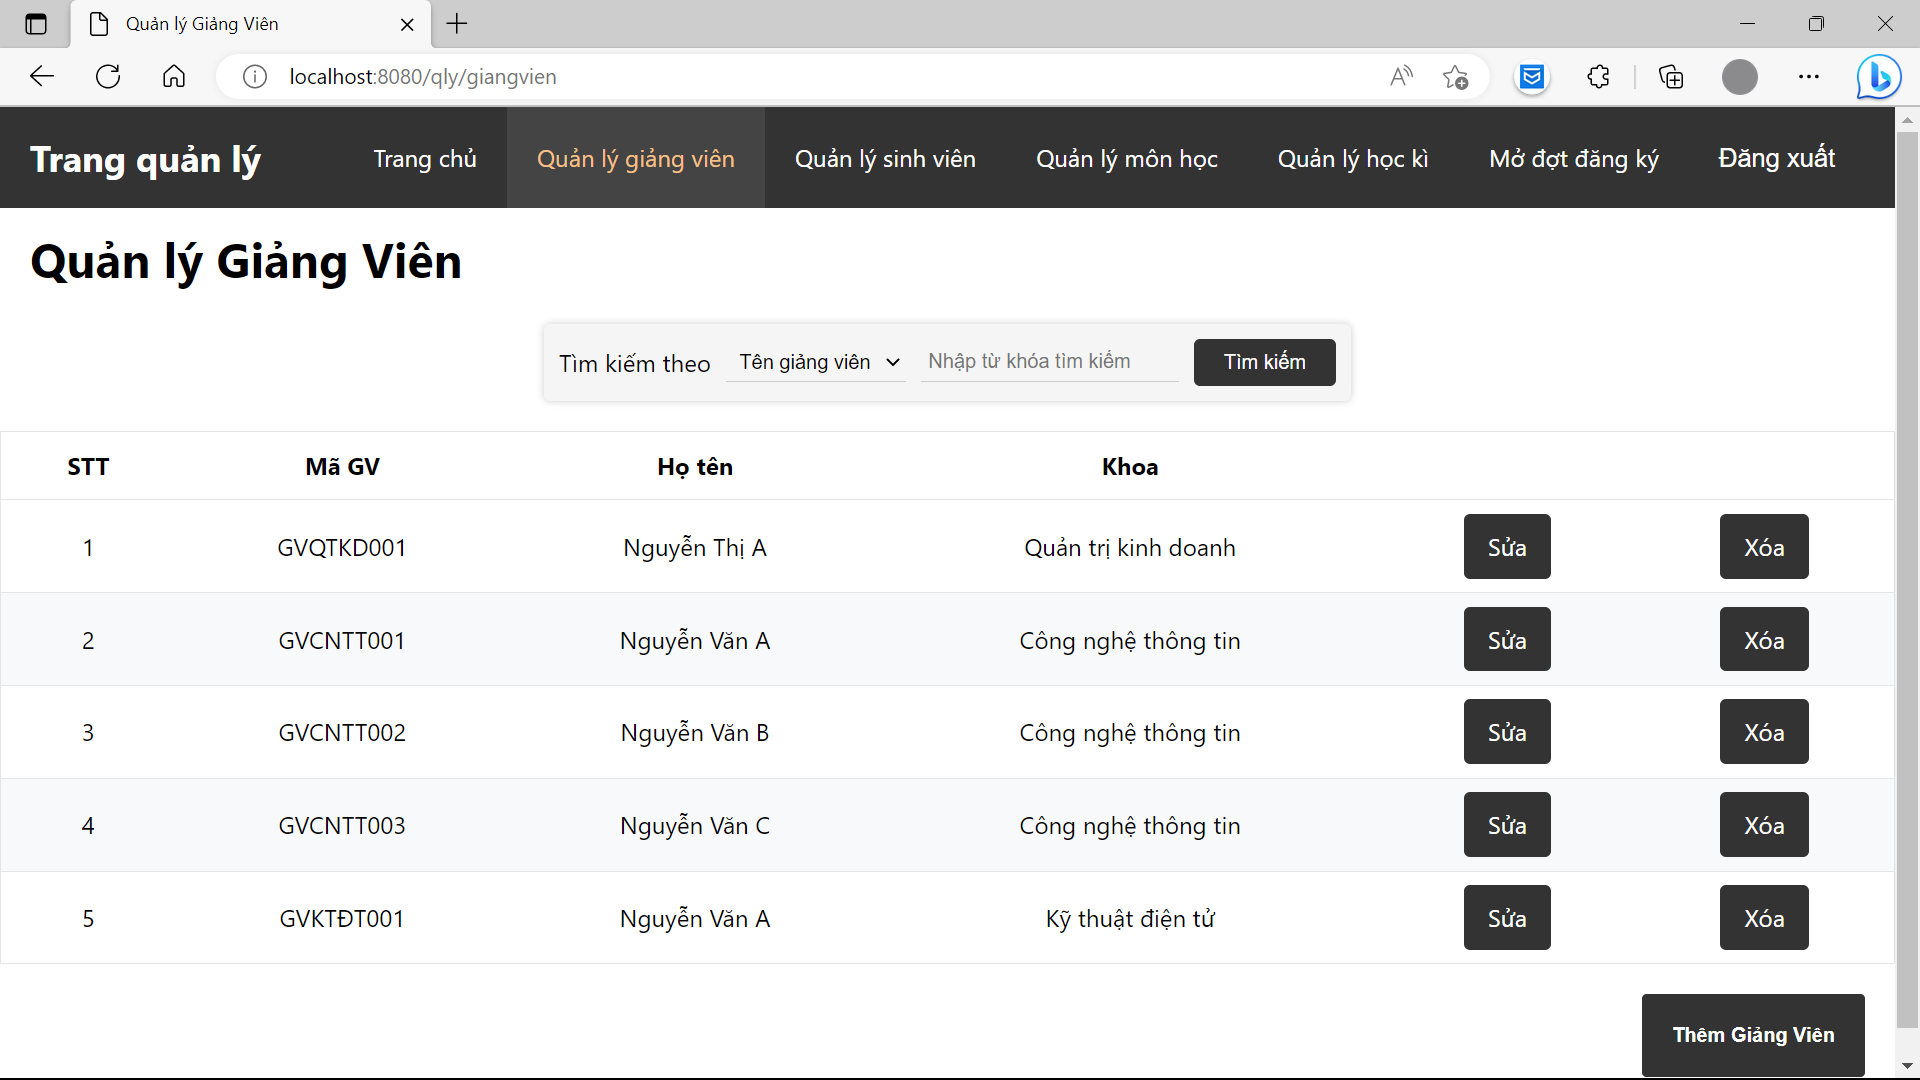 Quản lý Giảng Viên
localhost:8080/qly/giangvien
Trang quản lý Trang chủ Quản lý giảng viên Quản lý sinh viên Quản lý môn học Quản lý học kì Mở đợt đăng ký Đăng xuất
Quản lý Giảng Viên
Tìm kiếm theo Tên giảng viên Nhập từ khóa tìm kiếm Tìm kiếm
STT Mã GV Họ tên Khoa
1 GVQTKD001 Nguyễn Thị A Quản trị kinh doanh Sửa Xóa
2 GVCNTT001 Nguyễn Văn A Công nghệ thông tin Sửa Xóa
3 GVCNTT002 Nguyễn Văn B Công nghệ thông tin Sửa Xóa
4 GVCNTT003 Nguyễn Văn C Công nghệ thông tin Sửa Xóa
5 GVKTĐT001 Nguyễn Văn A Kỹ thuật điện tử Sửa Xóa
Thêm Giảng Viên